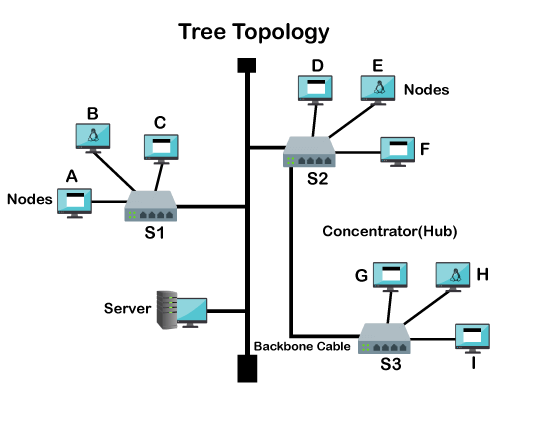 Tree Topology
D
E
Nodes
B
C
F
A
S2
Nodes
S1
Concentrator(Hub)
G
H
Server
Backbone Cable
S3
I